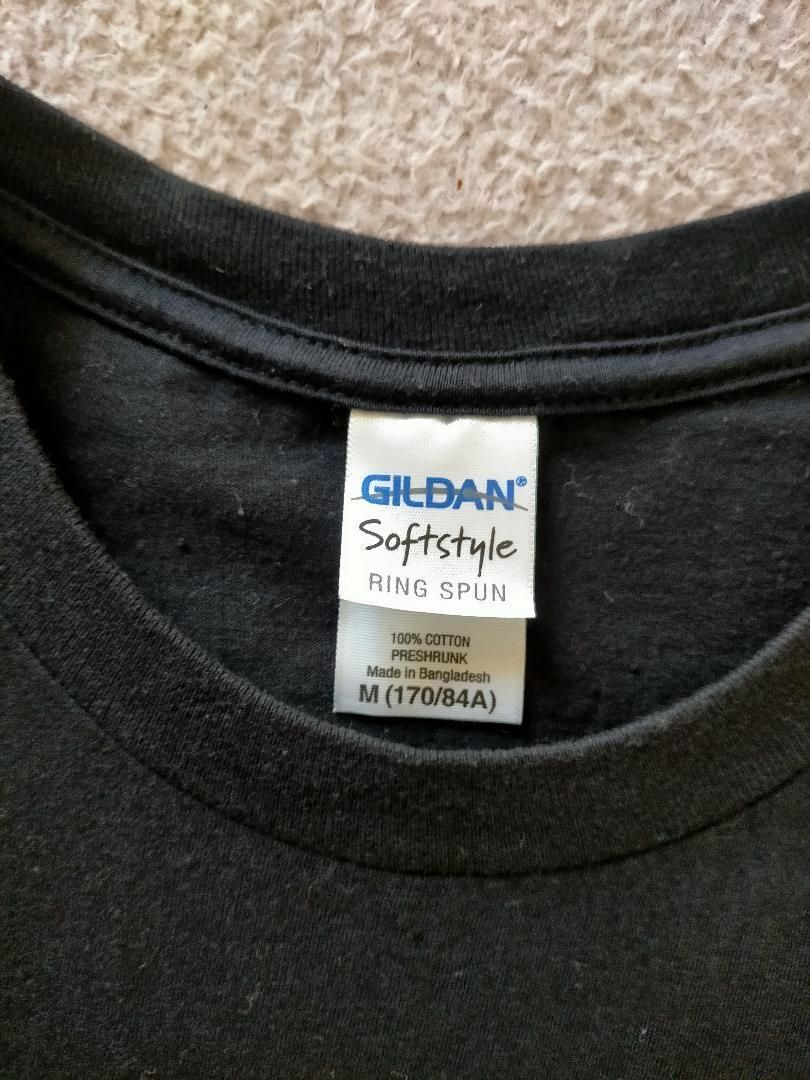 GILDAN®
Softstyle
RING SPUN
100% COTTON
PRESHRUNK
Made in Bangladesh
M (170/84A)